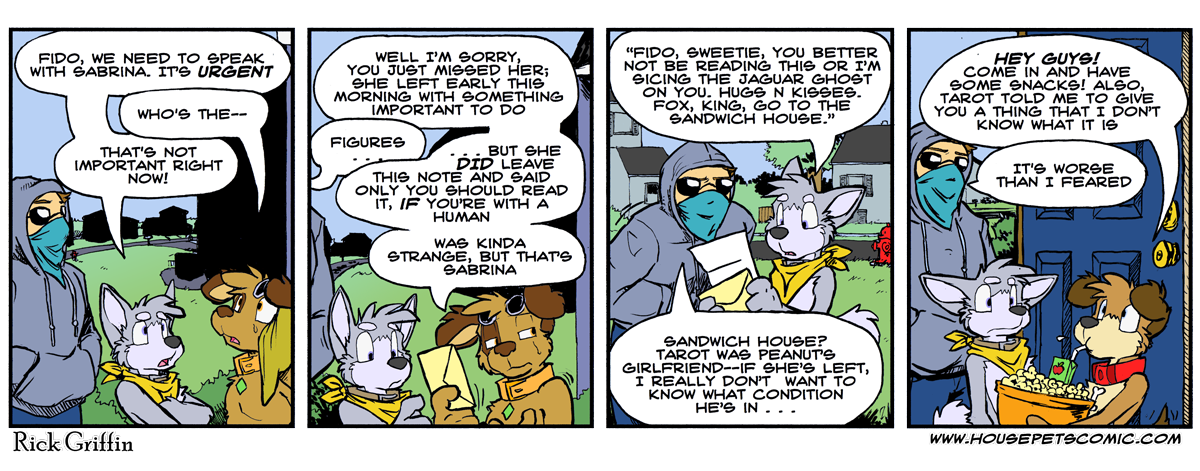 FIDO, WE NEED TO SPEAK
WITH SABRINA. IT'S URGENT
WHO'S THE--
THAT'S NOT
IMPORTANT RIGHT
NOW!
WELL I'M SORRY,
YOU JUST MISSED HER;
SHE LEFT EARLY THIS
MORNING WITH SOMETHING
IMPORTANT TO DO
FIGURES
. . .
. . . BUT SHE
DID LEAVE
THIS NOTE AND SAID
ONLY YOU SHOULD READ
IT, IF YOU'RE WITH A
HUMAN
WAS KINDA
STRANGE, BUT THAT'S
SABRINA
"FIDO, SWEETIE, YOU BETTER
NOT BE READING THIS OR I'M
SICING THE JAGUAR GHOST
ON YOU. HUGS N KISSES.
FOX, KING, GO TO THE
SANDWICH HOUSE."
SANDWICH HOUSE?
TAROT WAS PEANUT'S
GIRLFRIEND--IF SHE'S LEFT,
I REALLY DON'T WANT TO
KNOW WHAT CONDITION
HE'S IN . . .
HEY GUYS!
COME IN AND HAVE
SOME SNACKS! ALSO,
TAROT TOLD ME TO GIVE
YOU A THING THAT I DON'T
KNOW WHAT IT IS
IT'S WORSE
THAN I FEARED
Rick Griffin
WWW.HOUSEPETSCOMIC.COM